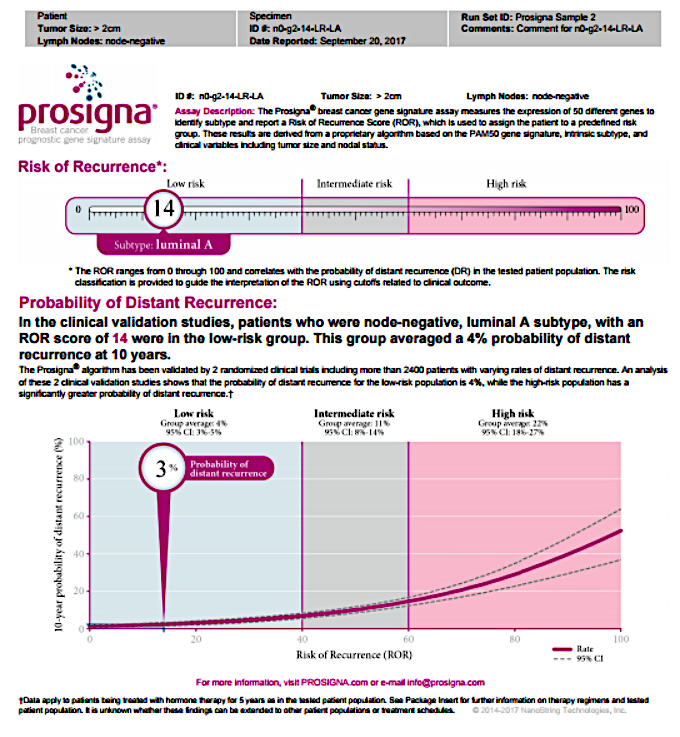 Patient
Tumor Size: > 2cm
Lymph Nodes: node-negative
Specimen
ID #: n0-g2-14-LR-LA
Date Reported: September 20, 2017
Run Set ID: Prosigna Sample 2
Comments: Comment for n0-g2-14-LR-LA
prosigna®
Breast cancer
prognostic gene signature assay
ID #: n0-g2-14-LR-LA Tumor Size: > 2cm Lymph Nodes: node-negative
Assay Description: The Prosigna® breast cancer gene signature assay measures the expression of 50 different genes to
identify subtype and report a Risk of Recurrence Score (ROR), which is used to assign the patient to a predefined risk
group. These results are derived from a proprietary algorithm based on the PAM50 gene signature, intrinsic subtype, and
clinical variables including tumor size and nodal status.
Risk of Recurrence*:
Low risk Intermediate risk High risk
0 14 100
Subtype: luminal A
* The ROR ranges from 0 through 100 and correlates with the probability of distant recurrence (DR) in the tested patient population. The risk
classification is provided to guide the interpretation of the ROR using cutoffs related to clinical outcome.
Probability of Distant Recurrence:
In the clinical validation studies, patients who were node-negative, luminal A subtype, with an
ROR score of 14 were in the low-risk group. This group averaged a 4% probability of distant
recurrence at 10 years.
The Prosigna® algorithm has been validated by 2 randomized clinical trials including more than 2400 patients with varying rates of distant recurrence. An analysis
of these 2 clinical validation studies shows that the probability of distant recurrence for the low-risk population is 4%, while the high-risk population has a
significantly greater probability of distant recurrence.†
Low risk
Group average: 4%
95% CI: 3%-5%
Intermediate risk
Group average: 11%
95% CI: 8%-14%
High risk
Group average: 22%
95% CI: 18%-27%
10-year probability of distant recurrence (%)
100
80
60
40
20
0
3% Probability of
distant recurrence
0 20 40 60 80 100
Risk of Recurrence (ROR)
Rate
95% CI
For more information, visit PROSIGNA.com or e-mail info@prosigna.com
†Data apply to patients being treated with hormone therapy for 5 years as in the tested patient population. See Package Insert for further information on therapy regimens and tested
patient population. It is unknown whether these findings can be extended to other patient populations or treatment schedules. © 2014-2017 NanoString Technologies, Inc.